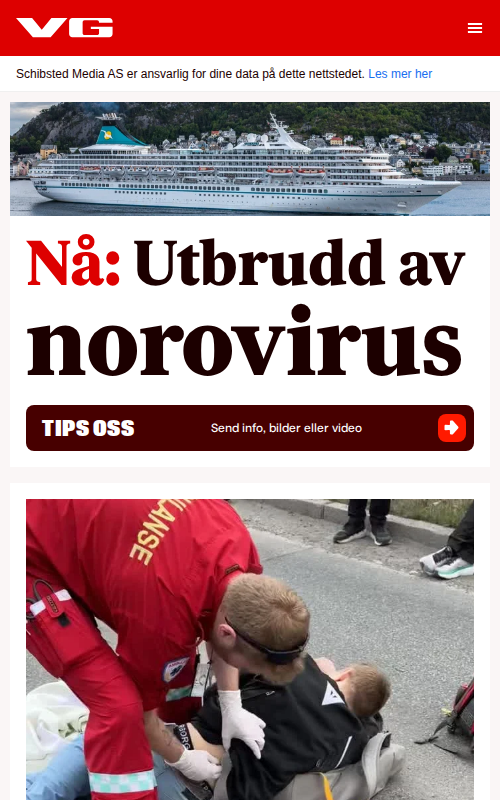 VG
Schibsted Media AS er ansvarlig for dine data på dette nettstedet. Les mer her
Nå: Utbrudd av
norovirus
TIPS OSS Send info, bilder eller video